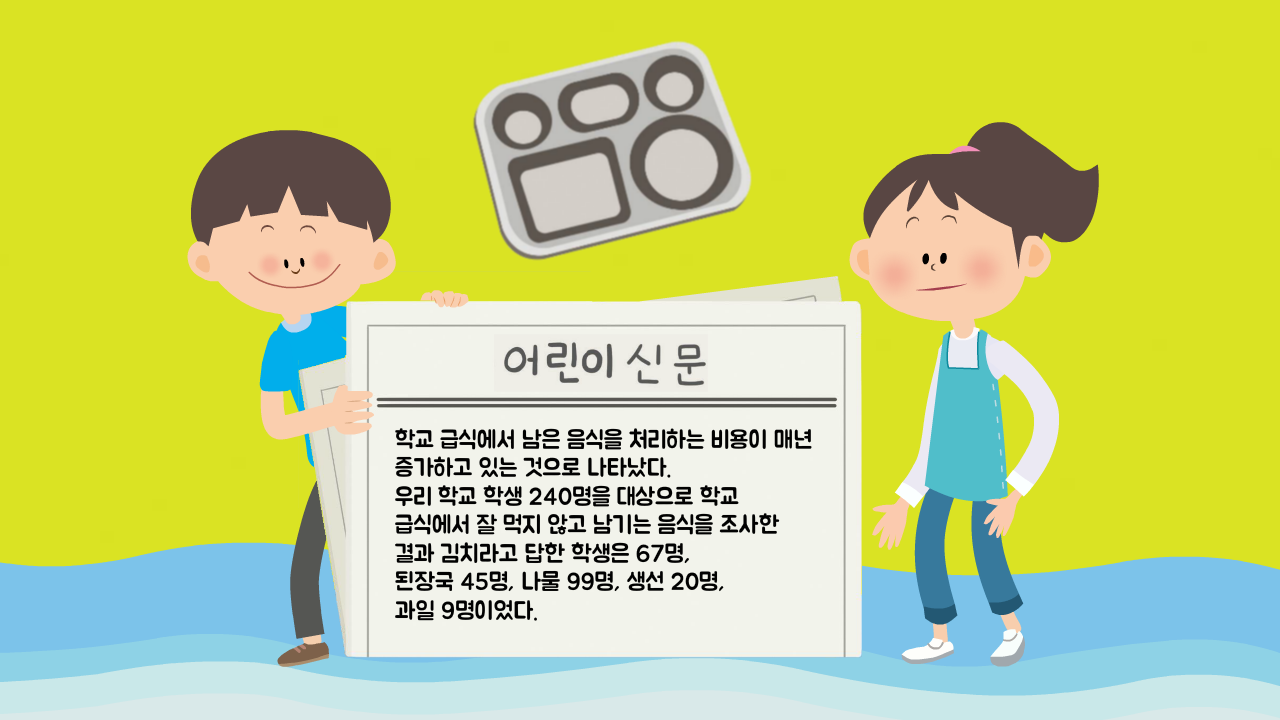 어린이 신문
학교 급식에서 남은 음식을 처리하는 비용이 매년
증가하고 있는 것으로 나타났다.
우리 학교 학생 240명을 대상으로 학교
급식에서 잘 먹지 않고 남기는 음식을 조사한
결과 김치라고 답한 학생은 67명,
된장국 45명, 나물 99명, 생선 20명,
과일 9명이었다.